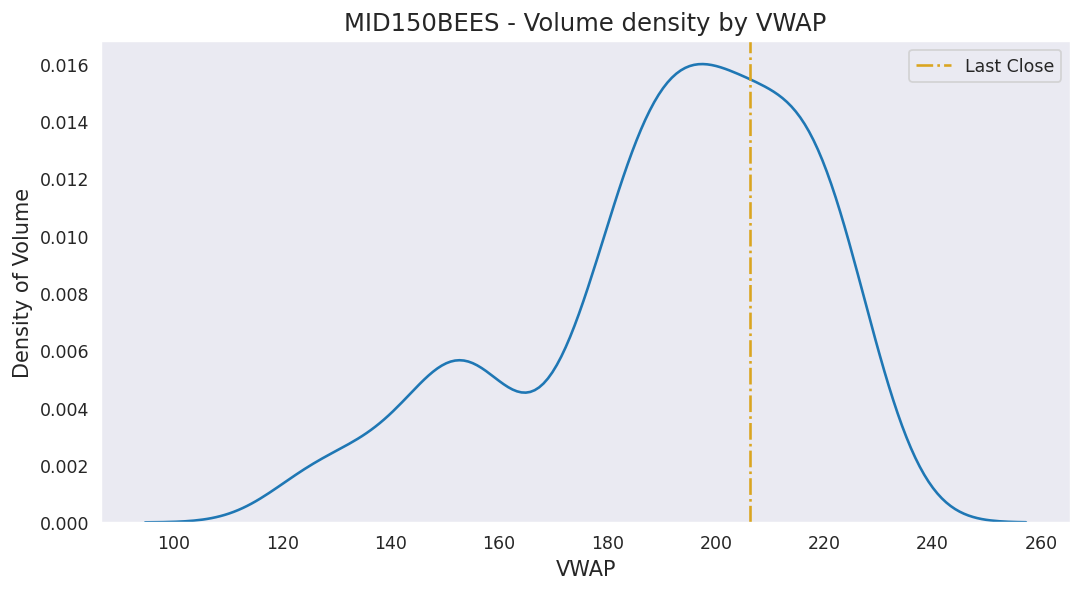 MID150BEES - Volume density by VWAP
Last Close
Density of Volume
0.016
0.014
0.012
0.010
0.008
0.006
0.004
0.002
0.000
100 120 140 160 180 200 220 240 260
VWAP